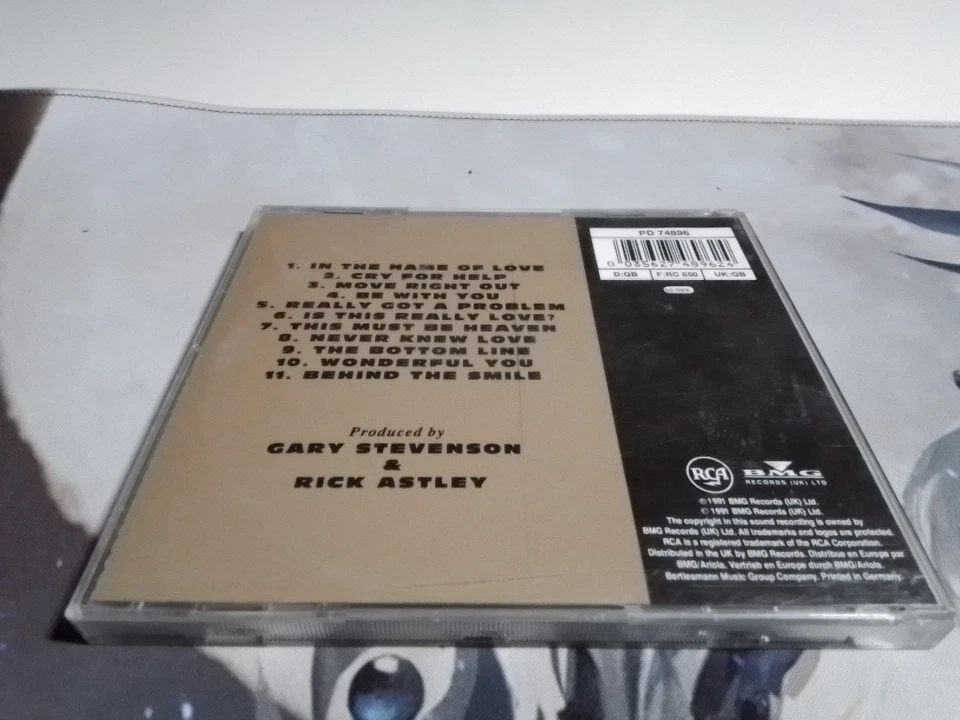 1. IN THE NAME OF LOVE
2. CRY FOR HELP
3. MOVE RIGHT OUT
4. BE WITH YOU
5. REALLY GOT A PROBLEM
6. IS THIS REALLY LOVE?
7. THIS MUST BE HEAVEN
8. NEVER KNEW LOVE
9. THE BOTTOM LINE
10. WONDERFUL YOU
11. BEHIND THE SMILE
Produced by
GARY STEVENSON
&
RICK ASTLEY
PD 74896
0 035627 489624
D:QB F:RC 650 UK:QB
RCA
BMG
RECORDS (UK) LTD
℗ 1991 BMG Records (UK) Ltd.
© 1991 BMG Records (UK) Ltd.
The copyright in this sound recording is owned by
BMG Records (UK) Ltd. All trademarks and logos are protected.
RCA is a registered trademark of the RCA Corporation.
Distributed in the UK by BMG Records. Distribue en Europe par
BMG/Ariola. Vertrieb en Europe durch BMG/Ariola.
Bertlesmann Music Group Company. Printed in Germany